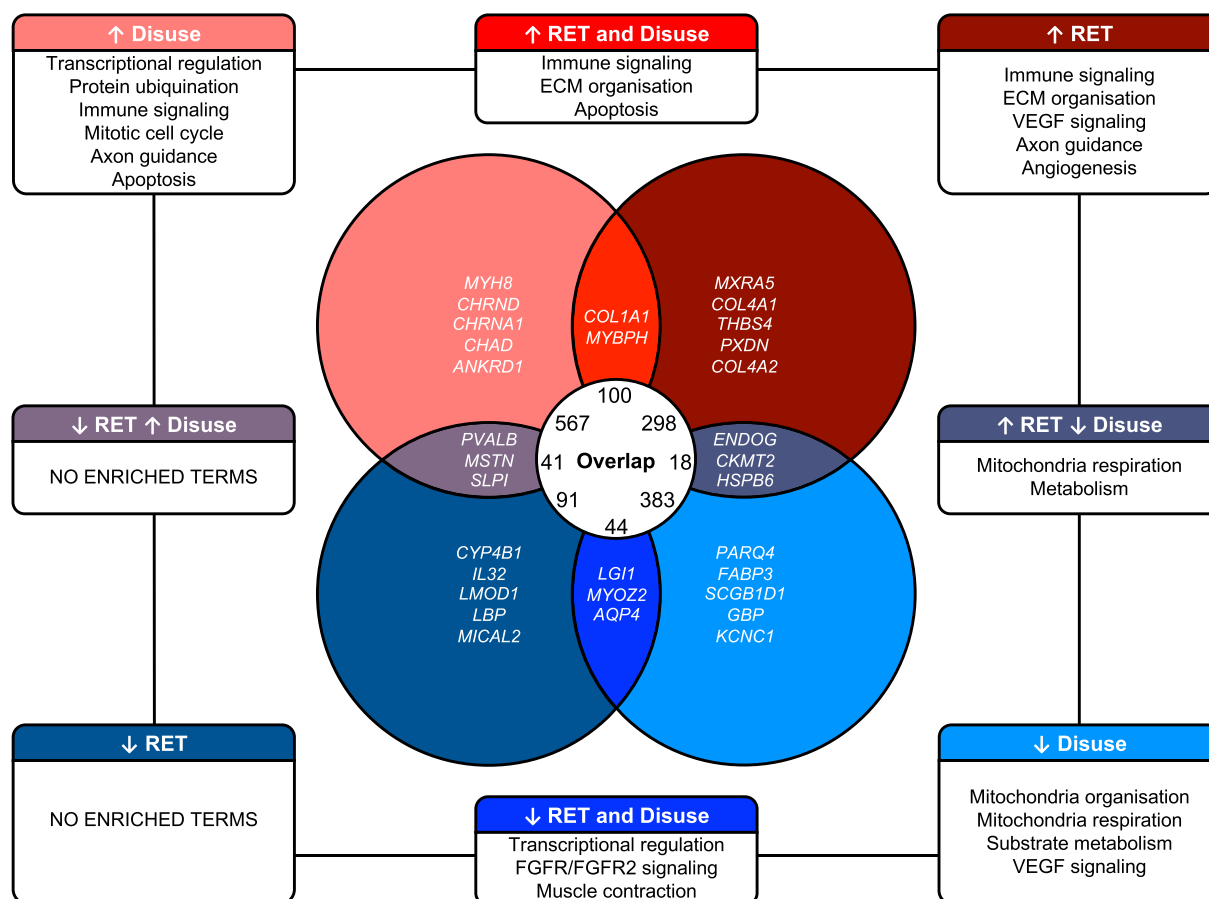 ↑ Disuse
Transcriptional regulation
Protein ubiquination
Immune signaling
Mitotic cell cycle
Axon guidance
Apoptosis
↑ RET and Disuse
Immune signaling
ECM organisation
Apoptosis
↑ RET
Immune signaling
ECM organisation
VEGF signaling
Axon guidance
Angiogenesis
MYH8
CHRND
CHRNA1
CHAD
ANKRD1
COL1A1
MYBPH
MXRA5
COL4A1
THBS4
PXDN
COL4A2
↓ RET ↑ Disuse
NO ENRICHED TERMS
PVALB
MSTN
SLPI
100
567 298
41 Overlap 18
91 383
44
ENDOG
CKMT2
HSPB6
↑ RET ↓ Disuse
Mitochondria respiration
Metabolism
CYP4B1
IL32
LMOD1
LBP
MICAL2
LGI1
MYOZ2
AQP4
PARQ4
FABP3
SCGB1D1
GBP
KCNC1
↓ RET
NO ENRICHED TERMS
↓ RET and Disuse
Transcriptional regulation
FGFR/FGFR2 signaling
Muscle contraction
↓ Disuse
Mitochondria organisation
Mitochondria respiration
Substrate metabolism
VEGF signaling